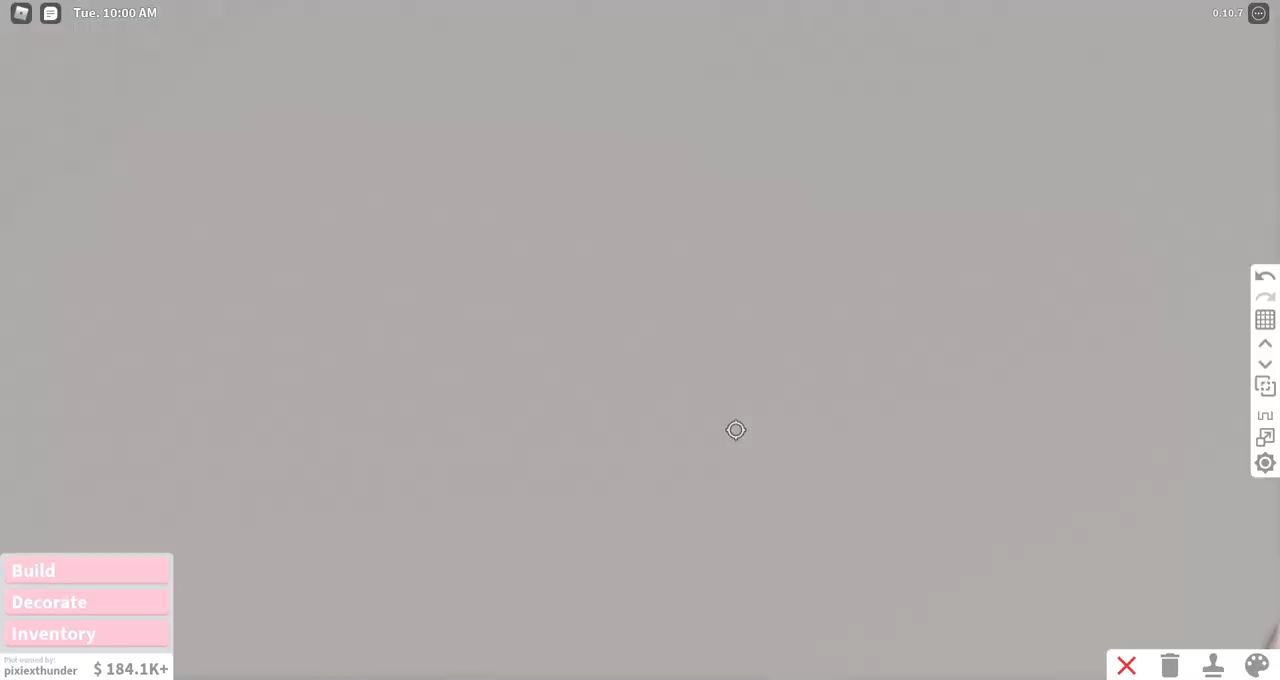 Tue. 10:00 AM
0.10.7
Build
Decorate
Inventory
Plot owned by:
pixiexthunder
$ 184.1K+